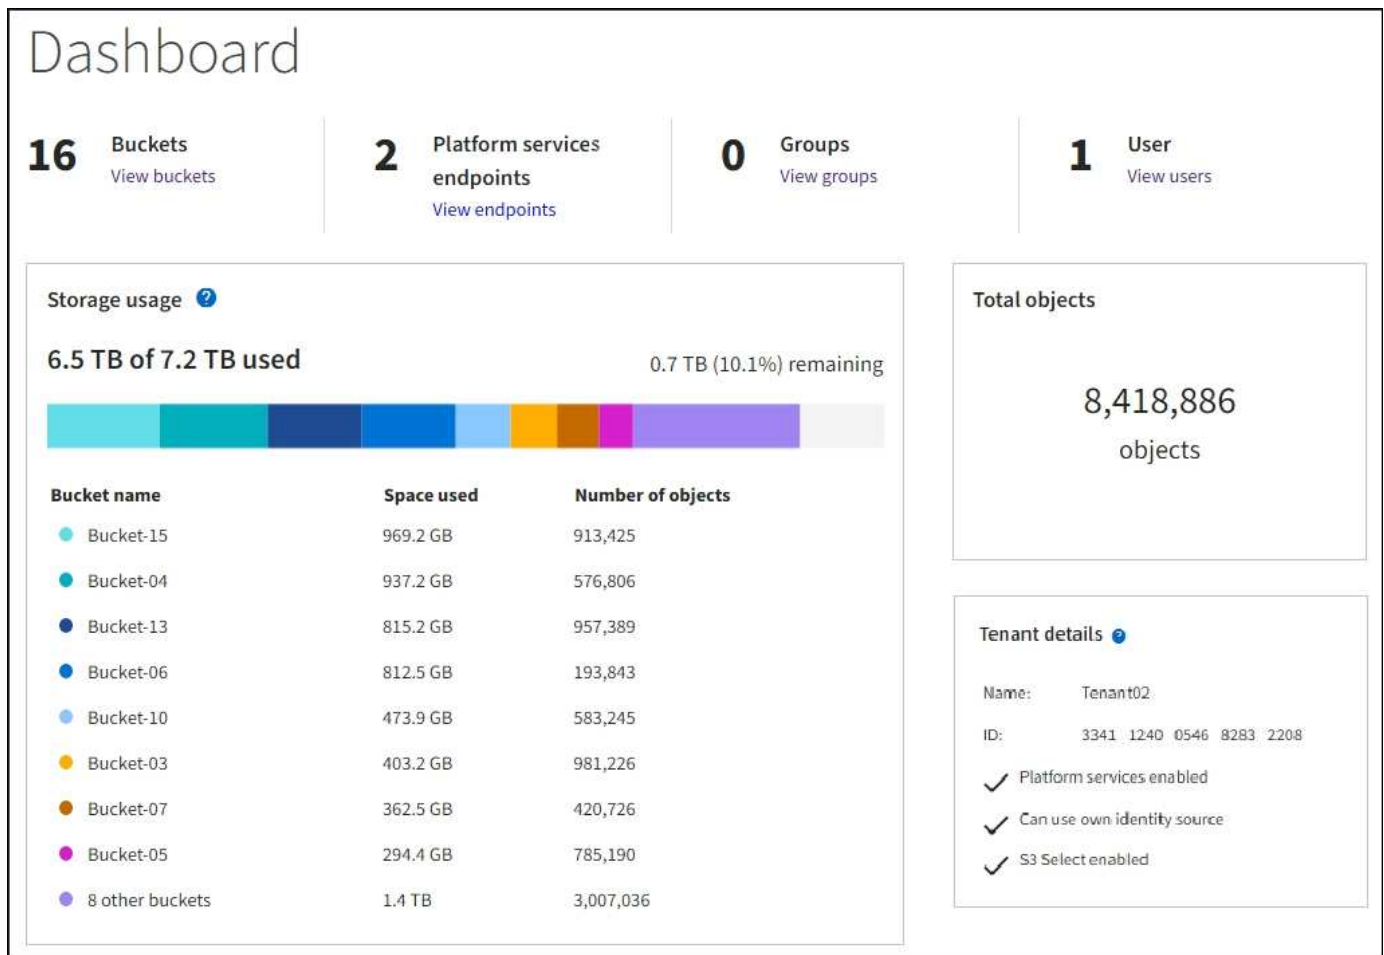 Dashboard
16 Buckets
View buckets
2 Platform services
endpoints
View endpoints
0 Groups
View groups
1 User
View users
Storage usage ?
6.5 TB of 7.2 TB used
0.7 TB (10.1%) remaining
Bucket name Space used Number of objects
Bucket-15 969.2 GB 913,425
Bucket-04 937.2 GB 576,806
Bucket-13 815.2 GB 957,389
Bucket-06 812.5 GB 193,843
Bucket-10 473.9 GB 583,245
Bucket-03 403.2 GB 981,226
Bucket-07 362.5 GB 420,726
Bucket-05 294.4 GB 785,190
8 other buckets 1.4 TB 3,007,036
Total objects
8,418,886
objects
Tenant details ?
Name: Tenant02
ID: 3341 1240 0546 8283 2208
Platform services enabled
Can use own identity source
S3 Select enabled